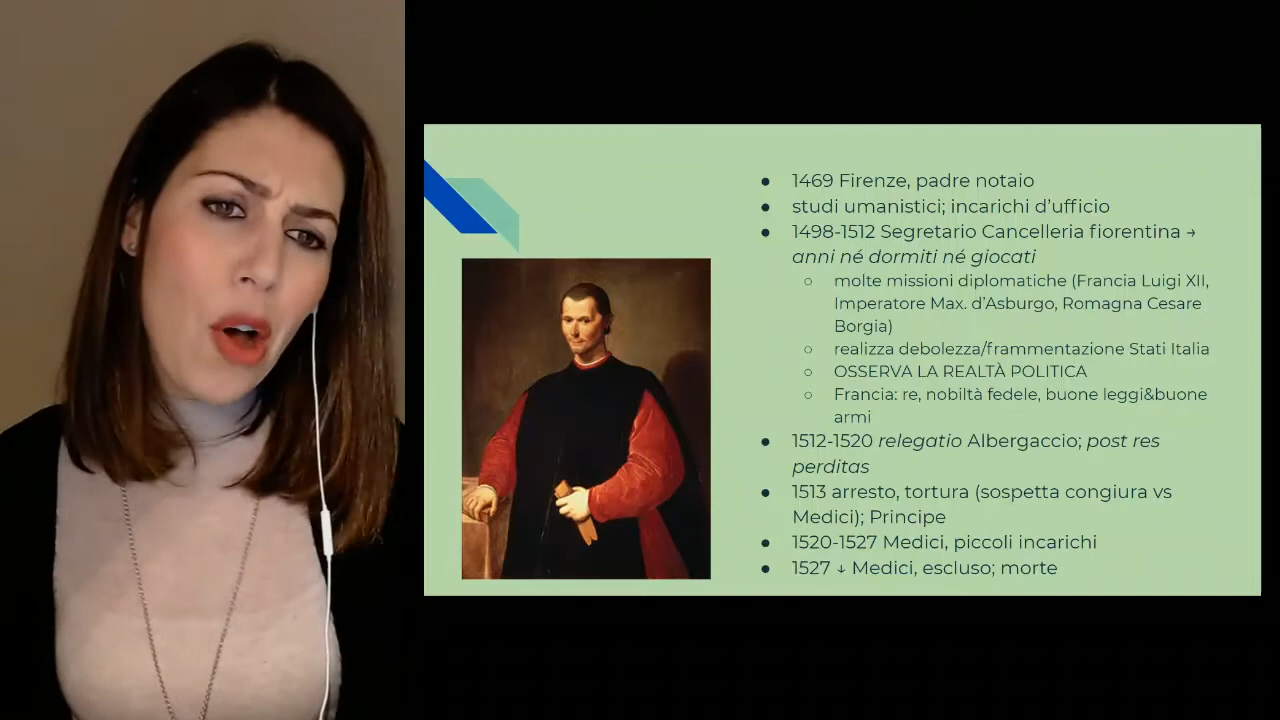 ● 1469 Firenze, padre notaio
● studi umanistici; incarichi d'ufficio
● 1498-1512 Segretario Cancelleria fiorentina →
anni né dormiti né giocati
○ molte missioni diplomatiche (Francia Luigi XII,
Imperatore Max. d'Asburgo, Romagna Cesare
Borgia)
○ realizza debolezza/frammentazione Stati Italia
○ OSSERVA LA REALTÀ POLITICA
○ Francia: re, nobiltà fedele, buone leggi&buone
armi
● 1512-1520 relegatio Albergaccio; post res
perditas
● 1513 arresto, tortura (sospetta congiura vs
Medici); Principe
● 1520-1527 Medici, piccoli incarichi
● 1527 ↓ Medici, escluso; morte